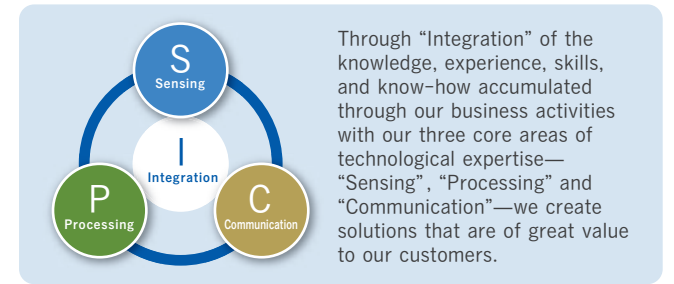 S
Sensing
I
Integration
P
Processing
C
Communication
Through “Integration” of the
knowledge, experience, skills,
and know-how accumulated
through our business activities
with our three core areas of
technological expertise—
“Sensing”, “Processing” and
“Communication”—we create
solutions that are of great value
to our customers.